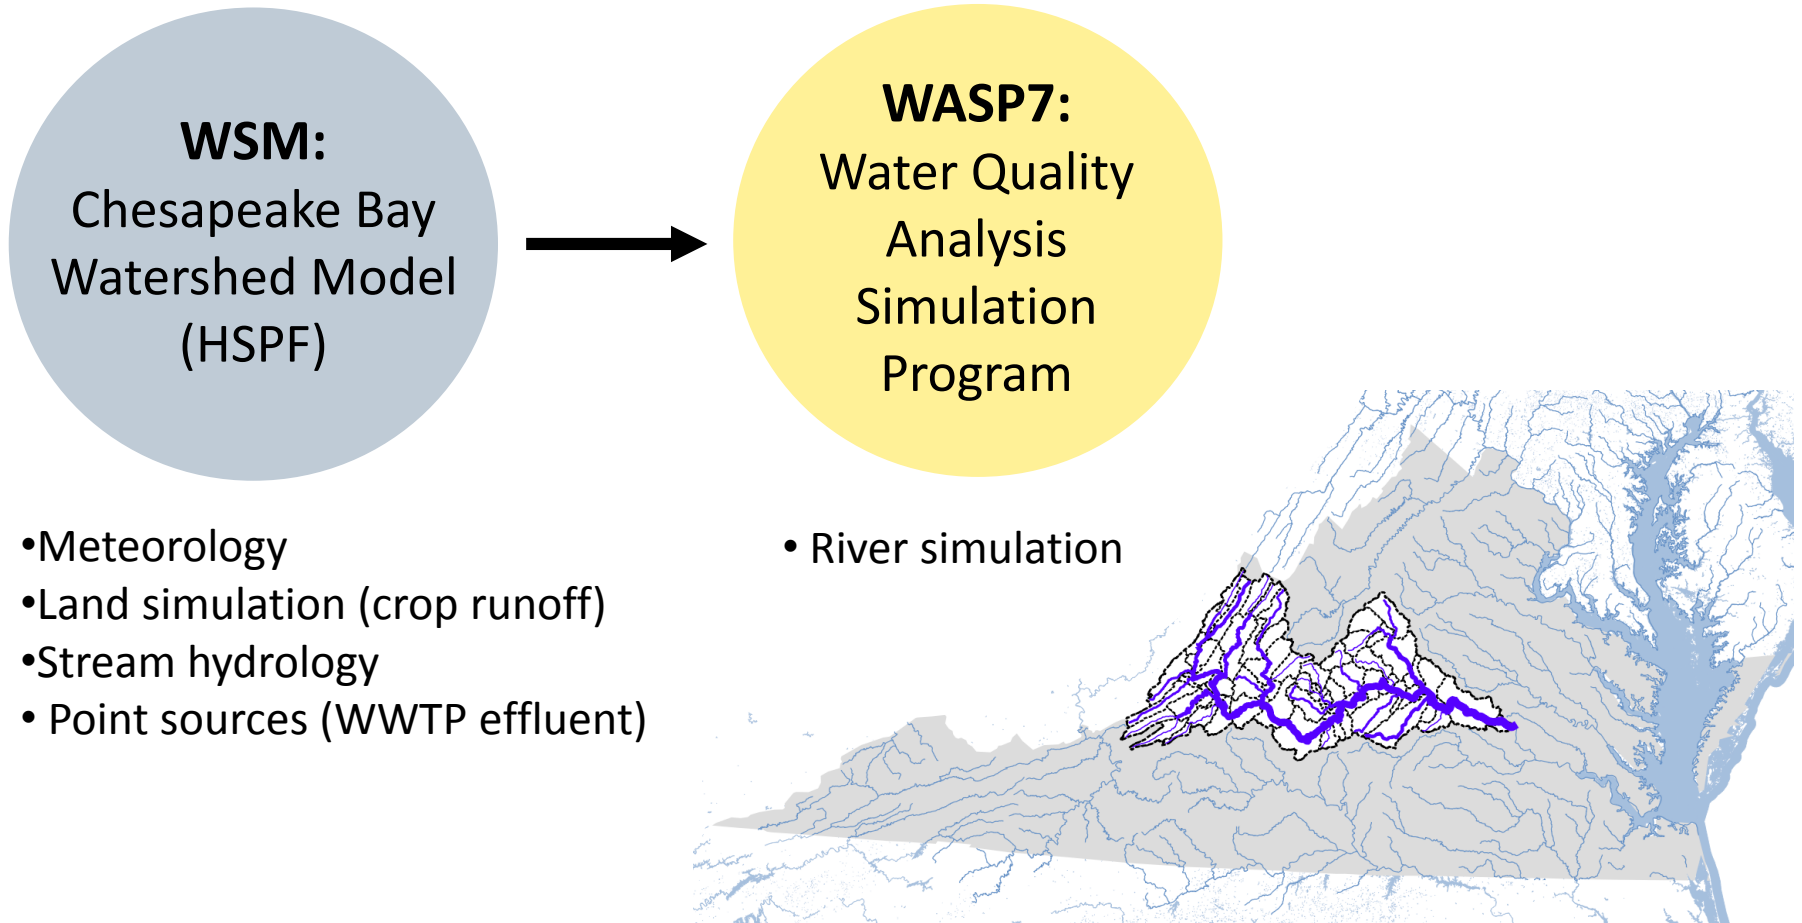 WSM:
Chesapeake Bay
Watershed Model
(HSPF)
WASP7:
Water Quality
Analysis
Simulation
Program
•Meteorology
•Land simulation (crop runoff)
•Stream hydrology
• Point sources (WWTP effluent)
• River simulation